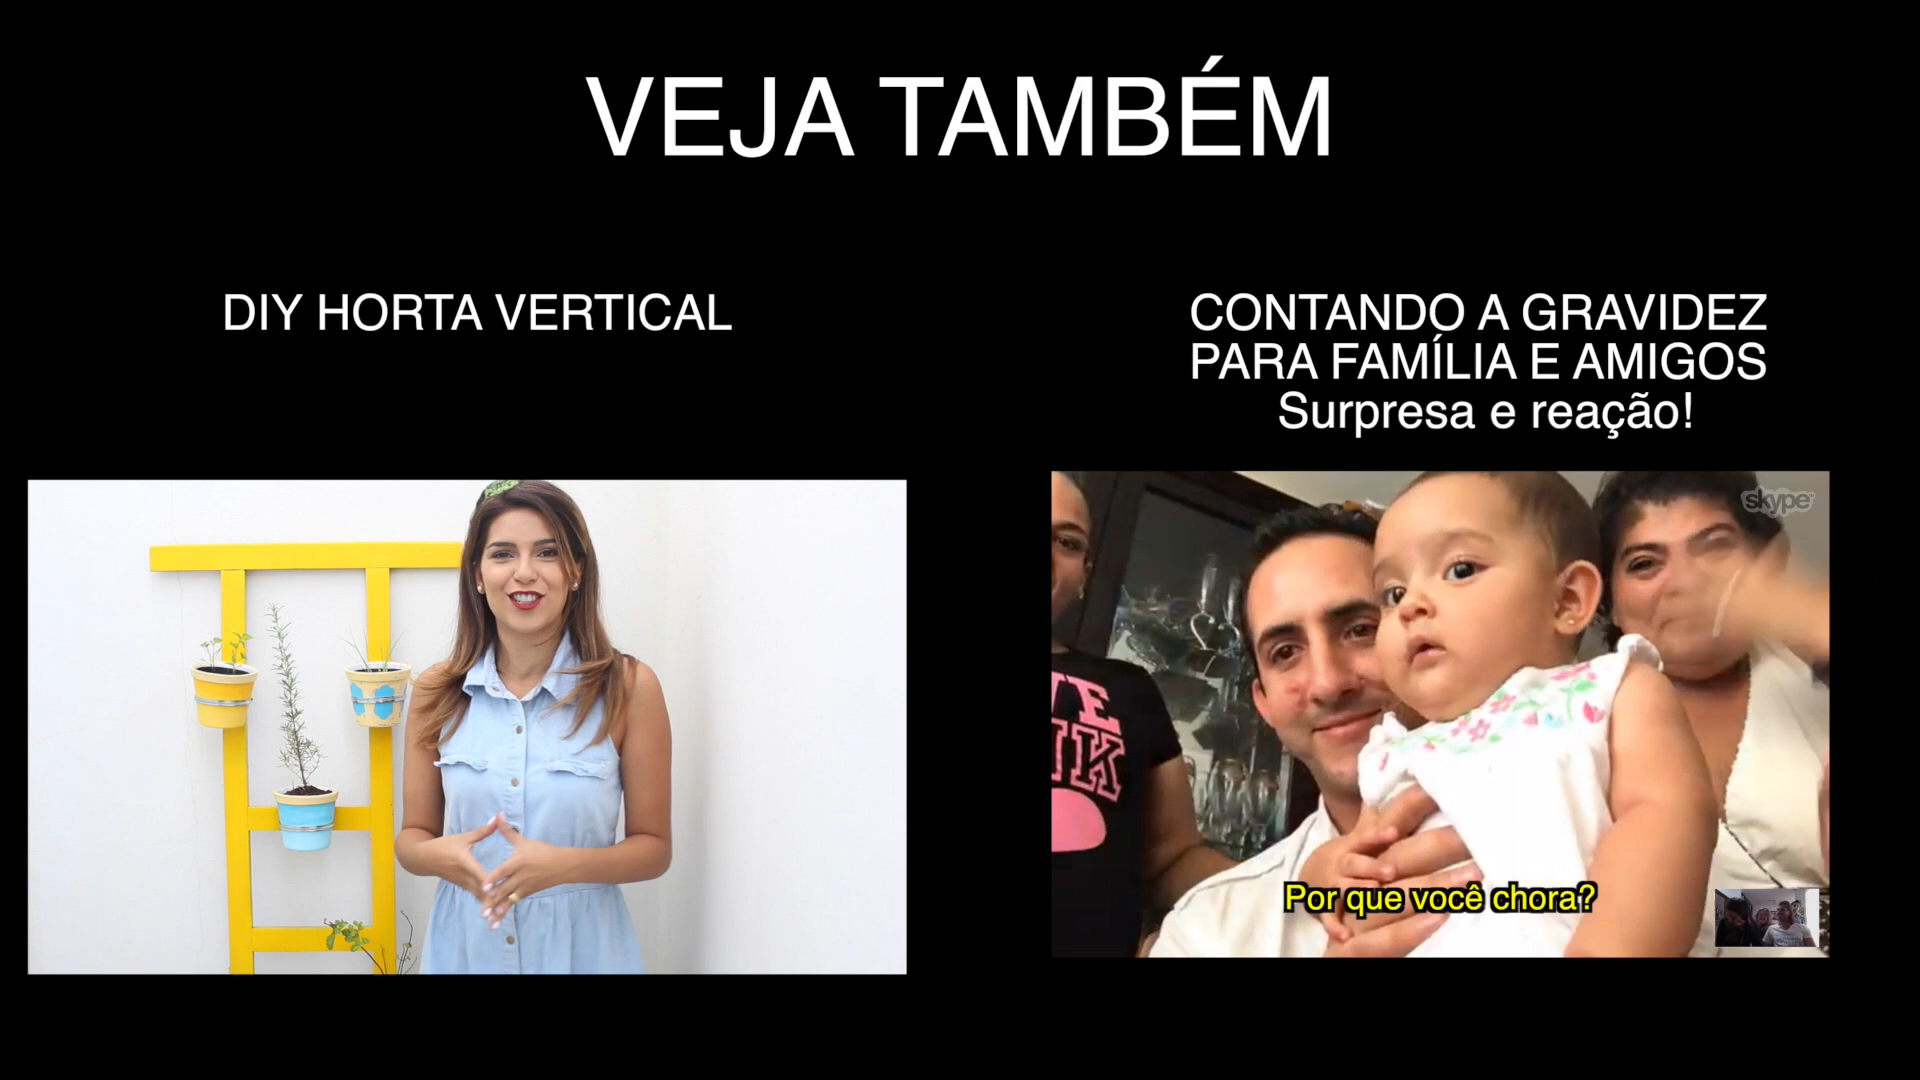 VEJA TAMBÉM
DIY HORTA VERTICAL
CONTANDO A GRAVIDEZ
PARA FAMÍLIA E AMIGOS
Surpresa e reação!
skype
Por que você chora?